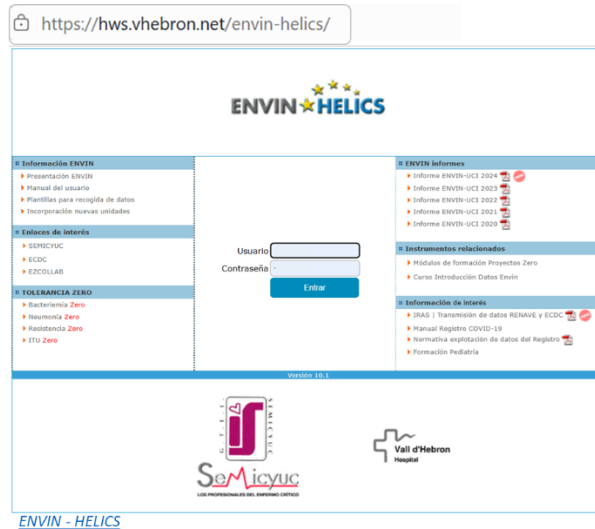 https://hws.vhebron.net/envin-helics/
ENVIN HELICS
Información ENVIN
Presentación ENVIN
Manual del usuario
Plantillas para recogida de datos
Incorporación nuevas unidades
Enlaces de interés
SEMICYUC
ECDC
EZCOLLAB
TOLERANCIA ZERO
Bacteriemia Zero
Neumonía Zero
Resistencia Zero
ITU Zero
Usuario
Contraseña
Entrar
ENVIN informes
Informe ENVIN-UCI 2024
Informe ENVIN-UCI 2023
Informe ENVIN-UCI 2022
Informe ENVIN-UCI 2021
Informe ENVIN-UCI 2020
Instrumentos relacionados
Módulos de formación Proyectos Zero
Curso Introducción Datos Envin
Información de interés
IRAS | Transmisión de datos RENAVE y ECDC
Manual Registro COVID-19
Normativa explotación de datos del Registro
Formación Pediatría
Versión 10.1
G.T.E.I.
SEMICYUC
SeMicyuc
LOS PROFESIONALES DEL ENFERMO CRÍTICO
Vall d'Hebron
Hospital
ENVIN - HELICS